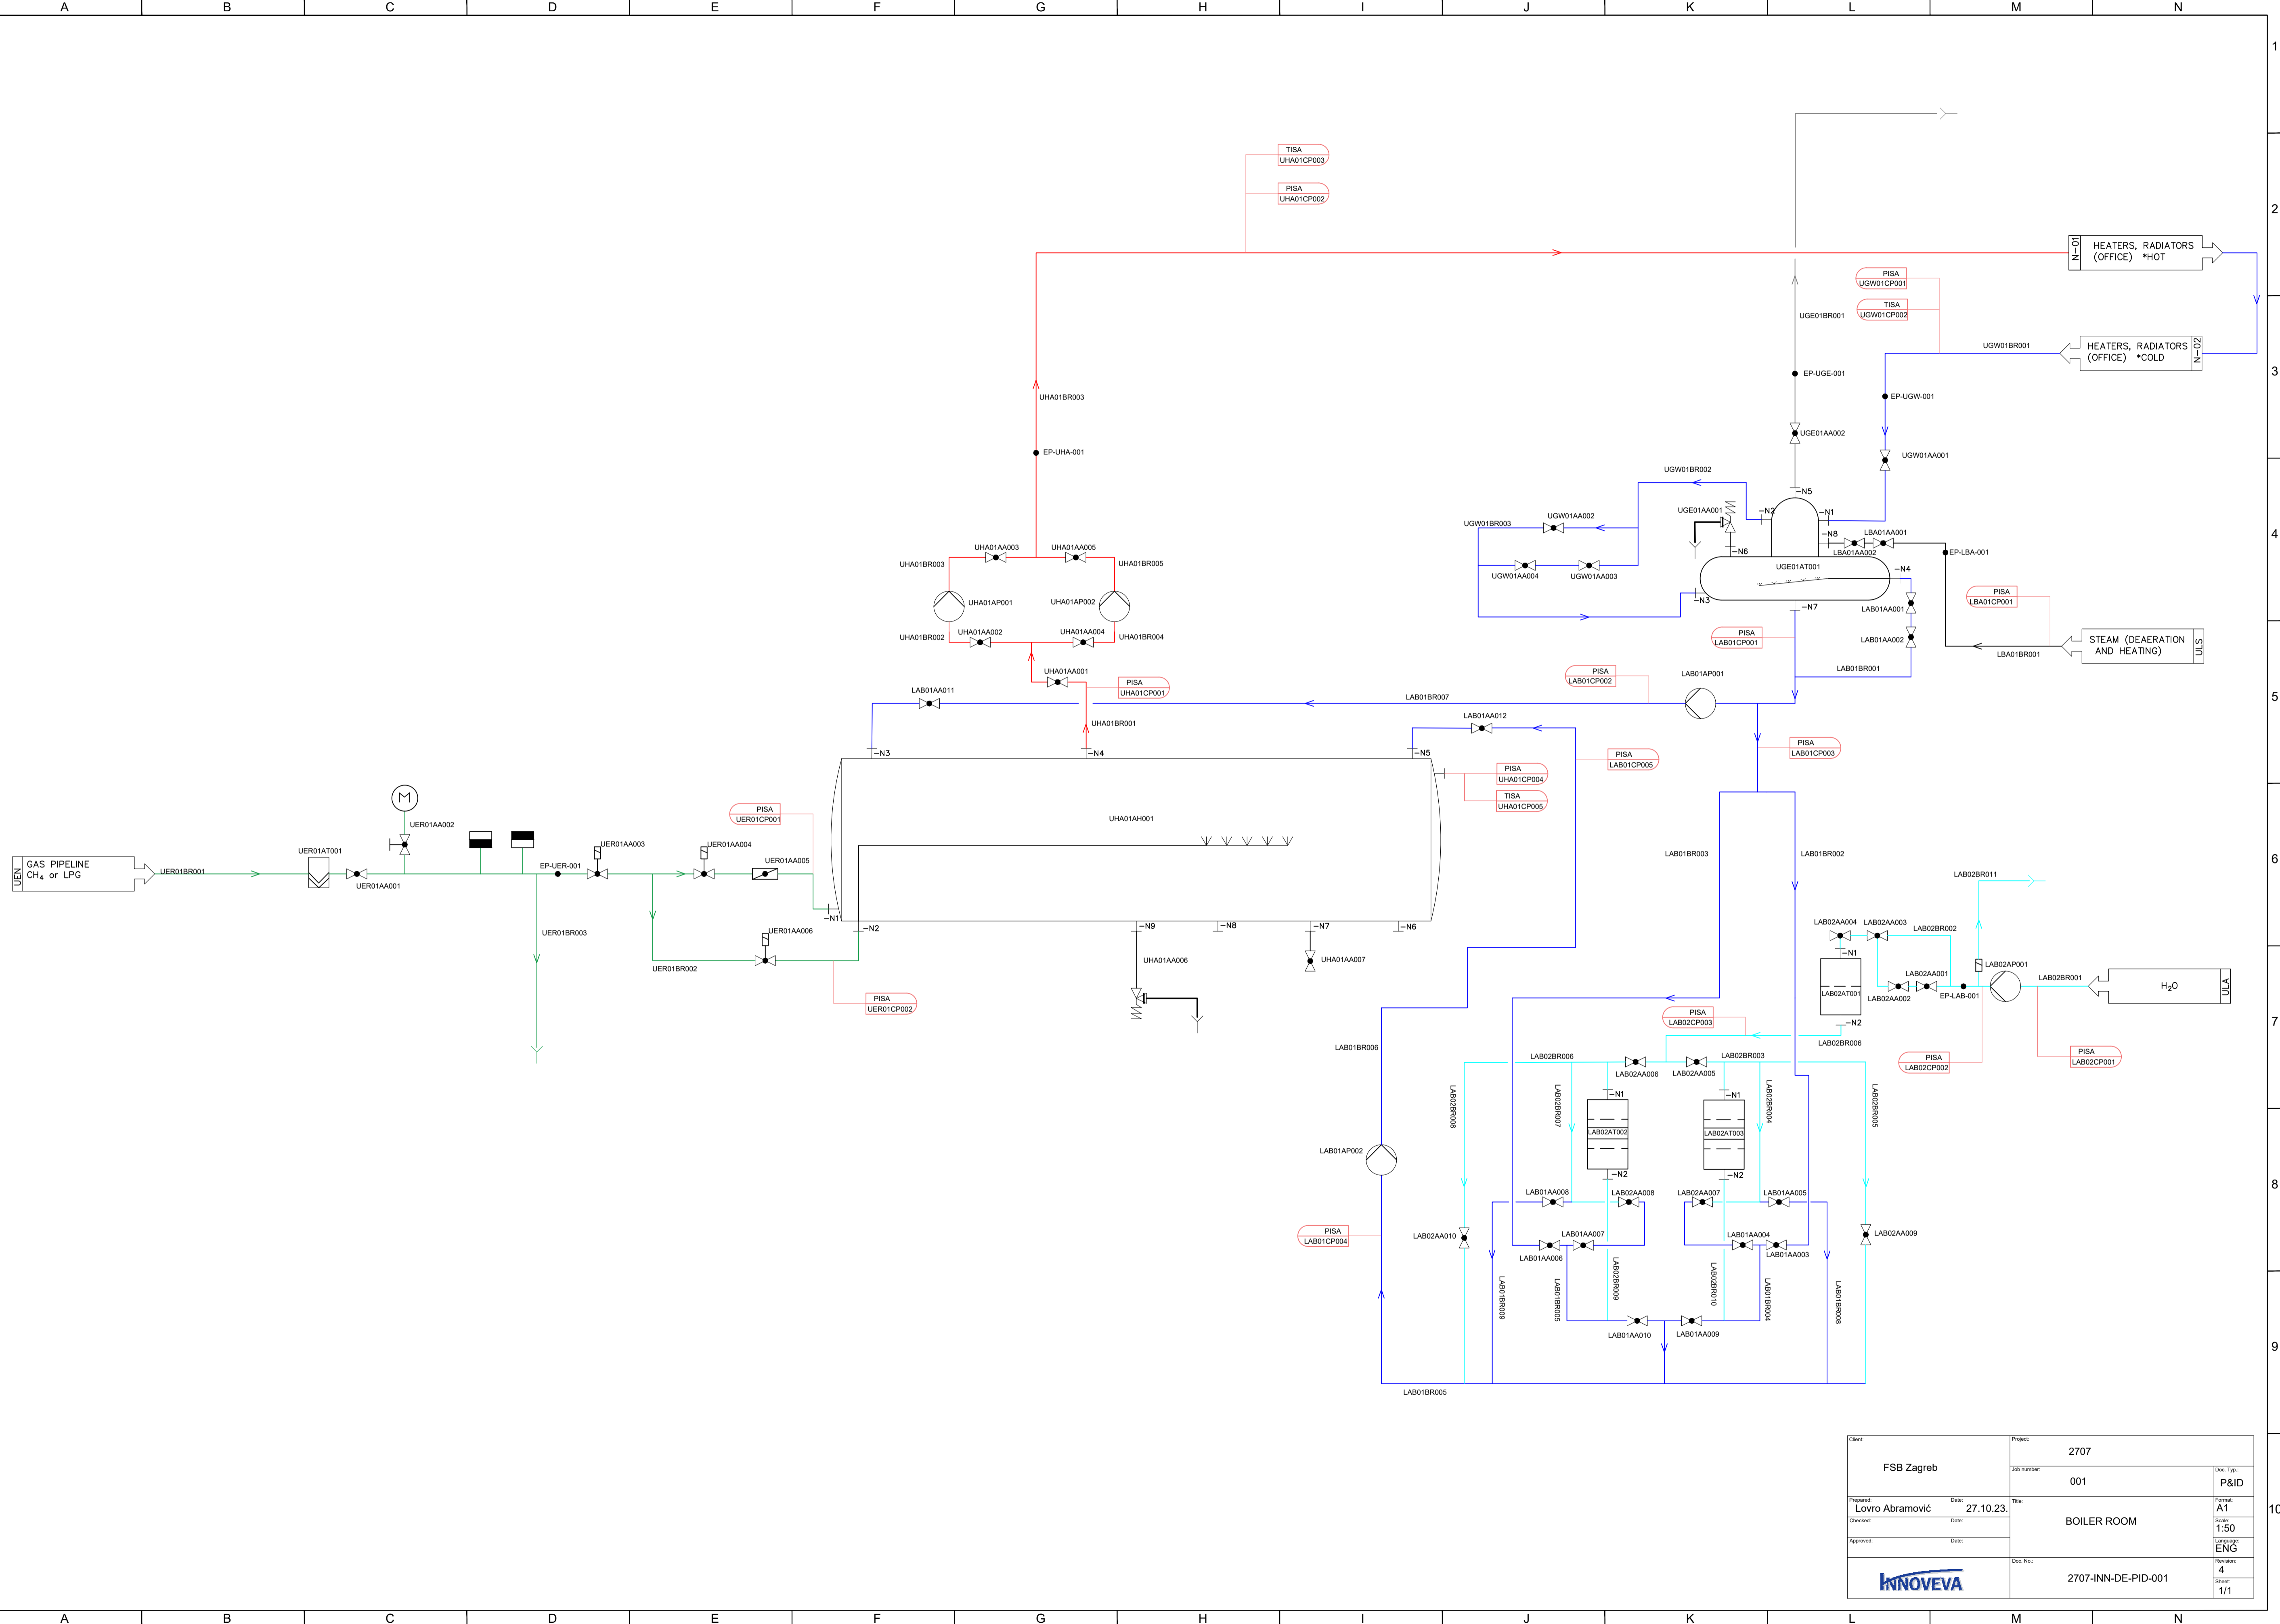 A B C D E F G H I J K L M N
1
2
3
4
5
6
7
8
9
10
TISA
UHA01CP003
PISA
UHA01CP002
N-01
HEATERS, RADIATORS
(OFFICE) *HOT
PISA
UGW01CP001
TISA
UGW01CP002
UGE01BR001
UGW01BR001
HEATERS, RADIATORS
(OFFICE) *COLD
N-02
EP-UGE-001
EP-UGW-001
UHA01BR003
UGE01AA002
EP-UHA-001
UGW01AA001
UGW01BR002
-N5
UGE01AA001
-N2
-N1
UGW01AA002
UGW01BR003
-N8
LBA01AA001
LBA01AA002
EP-LBA-001
-N6
UHA01AA003
UHA01AA005
UHA01BR003
UHA01BR005
UGE01AT001
-N4
UGW01AA004
UGW01AA003
UHA01AP001
UHA01AP002
-N3
-N7
LAB01AA001
PISA
LBA01CP001
UHA01BR002
UHA01AA002
UHA01AA004
UHA01BR004
PISA
LAB01CP001
LAB01AA002
STEAM (DEAERATION
AND HEATING)
ULS
LBA01BR001
UHA01AA001
LAB01BR001
PISA
UHA01CP001
PISA
LAB01CP002
LAB01AP001
LAB01AA011
LAB01BR007
UHA01BR001
LAB01AA012
-N3
-N4
-N5
PISA
LAB01CP005
PISA
LAB01CP003
PISA
UHA01CP004
TISA
UHA01CP005
M
UER01AA002
PISA
UER01CP001
UHA01AH001
UER01AT001
UER01AA003
UER01AA004
UER01AA005
EP-UER-001
UEN
GAS PIPELINE
CH₄ or LPG
UER01BR001
UER01AA001
LAB01BR003
LAB01BR002
LAB02BR011
-N1
-N2
-N9
-N8
-N7
-N6
UER01BR003
UER01AA006
UER01BR002
UHA01AA006
UHA01AA007
LAB02AA004
LAB02AA003
LAB02BR002
-N1
LAB02AP001
LAB02AA001
LAB02BR001
H₂O
ULA
LAB02AT001
LAB02AA002
EP-LAB-001
PISA
UER01CP002
PISA
LAB02CP003
-N2
LAB02BR006
LAB01BR006
LAB02BR006
LAB02BR003
PISA
LAB02CP002
PISA
LAB02CP001
LAB02AA006
LAB02AA005
LAB02BR008
LAB02BR007
LAB02BR004
LAB02BR005
-N1
-N1
LAB02AT002
LAB02AT003
LAB01AP002
-N2
-N2
LAB01AA008
LAB02AA008
LAB02AA007
LAB01AA005
PISA
LAB01CP004
LAB02AA010
LAB01AA007
LAB01AA004
LAB02AA009
LAB01AA006
LAB01AA003
LAB01BR009
LAB01BR005
LAB02BR009
LAB02BR010
LAB01BR004
LAB01BR008
LAB01AA010
LAB01AA009
LAB01BR005
Client:
FSB Zagreb
Project:
2707
Job number:
001
Doc. Typ.:
P&ID
Prepared:
Lovro Abramović
Date:
27.10.23.
Title:
BOILER ROOM
Format:
A1
Checked:
Date:
Scale:
1:50
Approved:
Date:
Language:
ENG
INNOVEVA
Doc. No.:
2707-INN-DE-PID-001
Revision:
4
Sheet:
1/1
A B C D E F G H I J K L M N